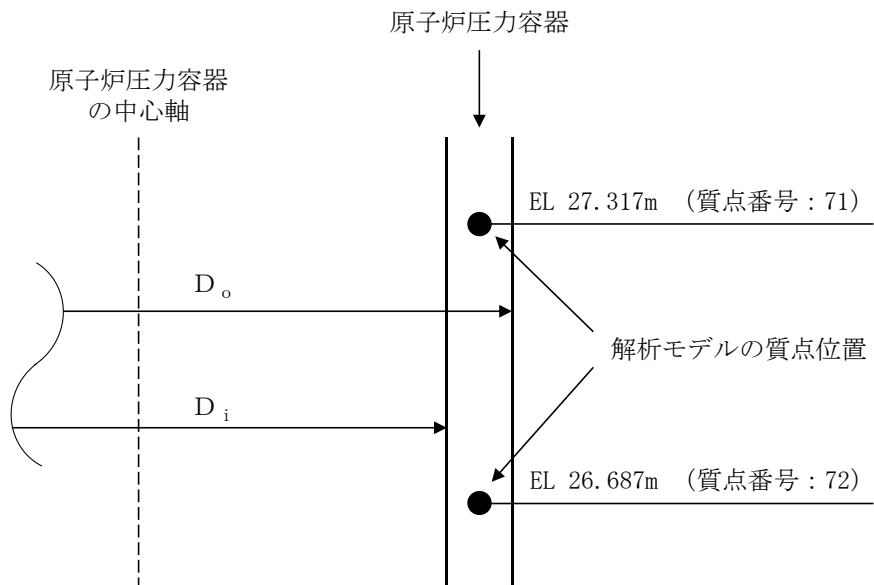 原子炉圧力容器
原子炉圧力容器
の中心軸
EL 27.317m （質点番号：71）
Do
解析モデルの質点位置
Di
EL 26.687m （質点番号：72）